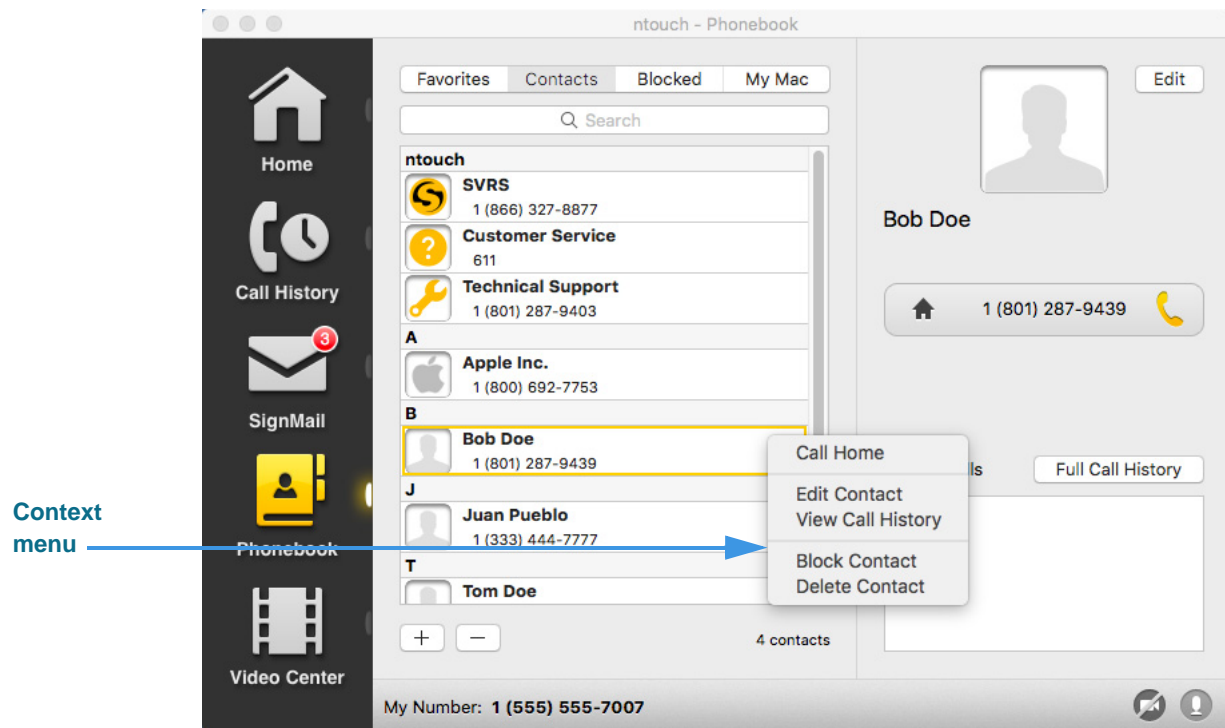 ntouch - Phonebook
Home
Call History
3
SignMail
Phonebook
Video Center
Context
menu
Favorites Contacts Blocked My Mac
Search
ntouch
SVRS
1 (866) 327-8877
Customer Service
?
611
Technical Support
1 (801) 287-9403
A
Apple Inc.
1 (800) 692-7753
B
Bob Doe
1 (801) 287-9439
J
Juan Pueblo
1 (333) 444-7777
T
Tom Doe
+ −
4 contacts
Call Home
Edit Contact
View Call History
Block Contact
Delete Contact
Edit
Bob Doe
1 (801) 287-9439
Full Call History
My Number: 1 (555) 555-7007